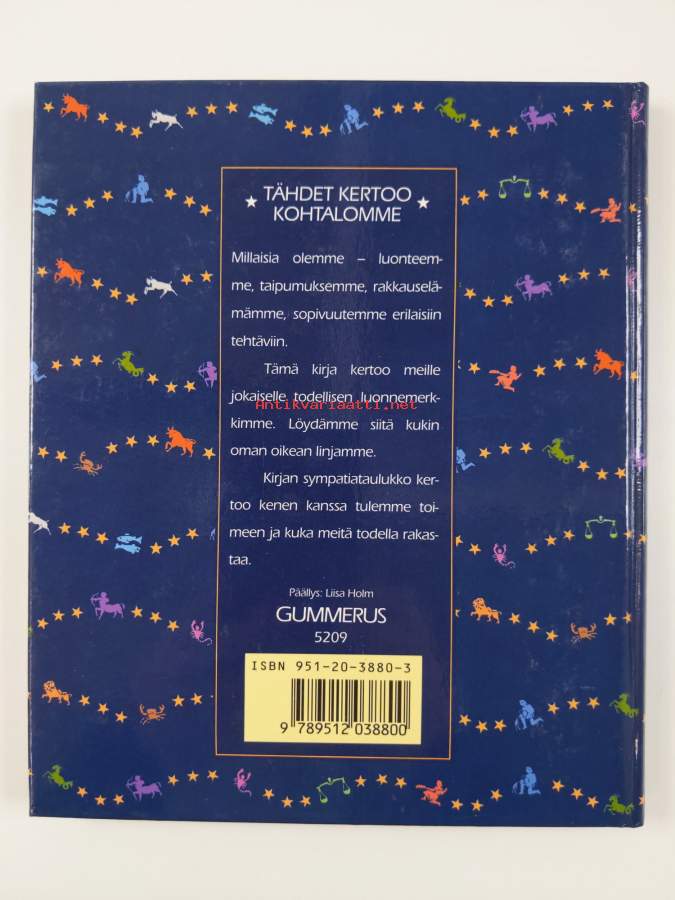 ★ TÄHDET KERTOO ★
KOHTALOMME
Millaisia olemme – luonteem-
me, taipumuksemme, rakkauselä-
mämme, sopivuutemme erilaisiin
tehtäviin.
Tämä kirja kertoo meille
jokaiselle todellisen luonnemerk-
Antikvariaatti.net
kimme. Löydämme siitä kukin
oman oikean linjamme.
Kirjan sympatiataulukko ker-
too kenen kanssa tulemme toi-
meen ja kuka meitä todella rakas-
taa.
Päällys: Liisa Holm
GUMMERUS
5209
ISBN 951-20-3880-3
9 789512 038800